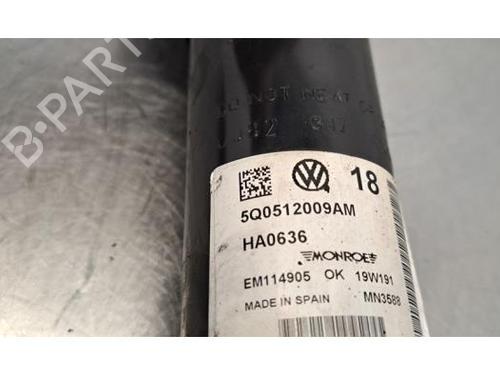 DO NOT HEAT OR
18
5Q0512009AM
HA0636
MONROE
EM114905 OK 19W191
MADE IN SPAIN MN3588
B-PARTS